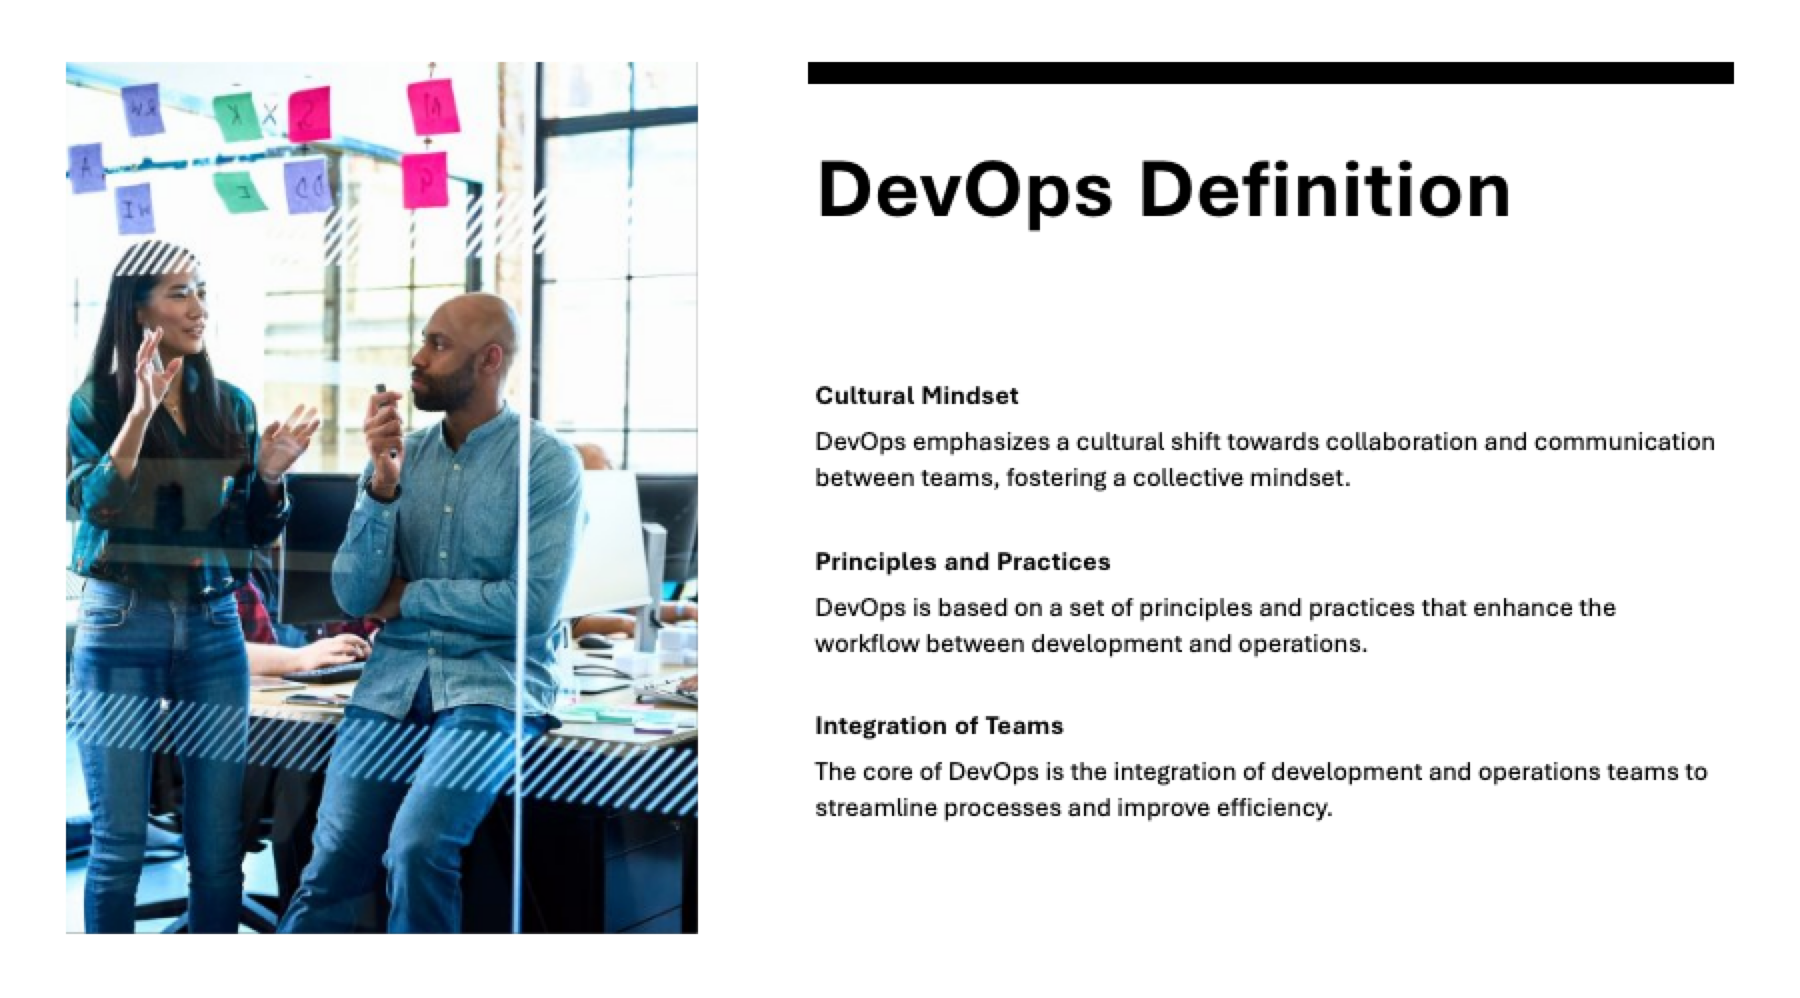 DevOps Definition
Cultural Mindset
DevOps emphasizes a cultural shift towards collaboration and communication
between teams, fostering a collective mindset.
Principles and Practices
DevOps is based on a set of principles and practices that enhance the
workflow between development and operations.
Integration of Teams
The core of DevOps is the integration of development and operations teams to
streamline processes and improve efficiency.